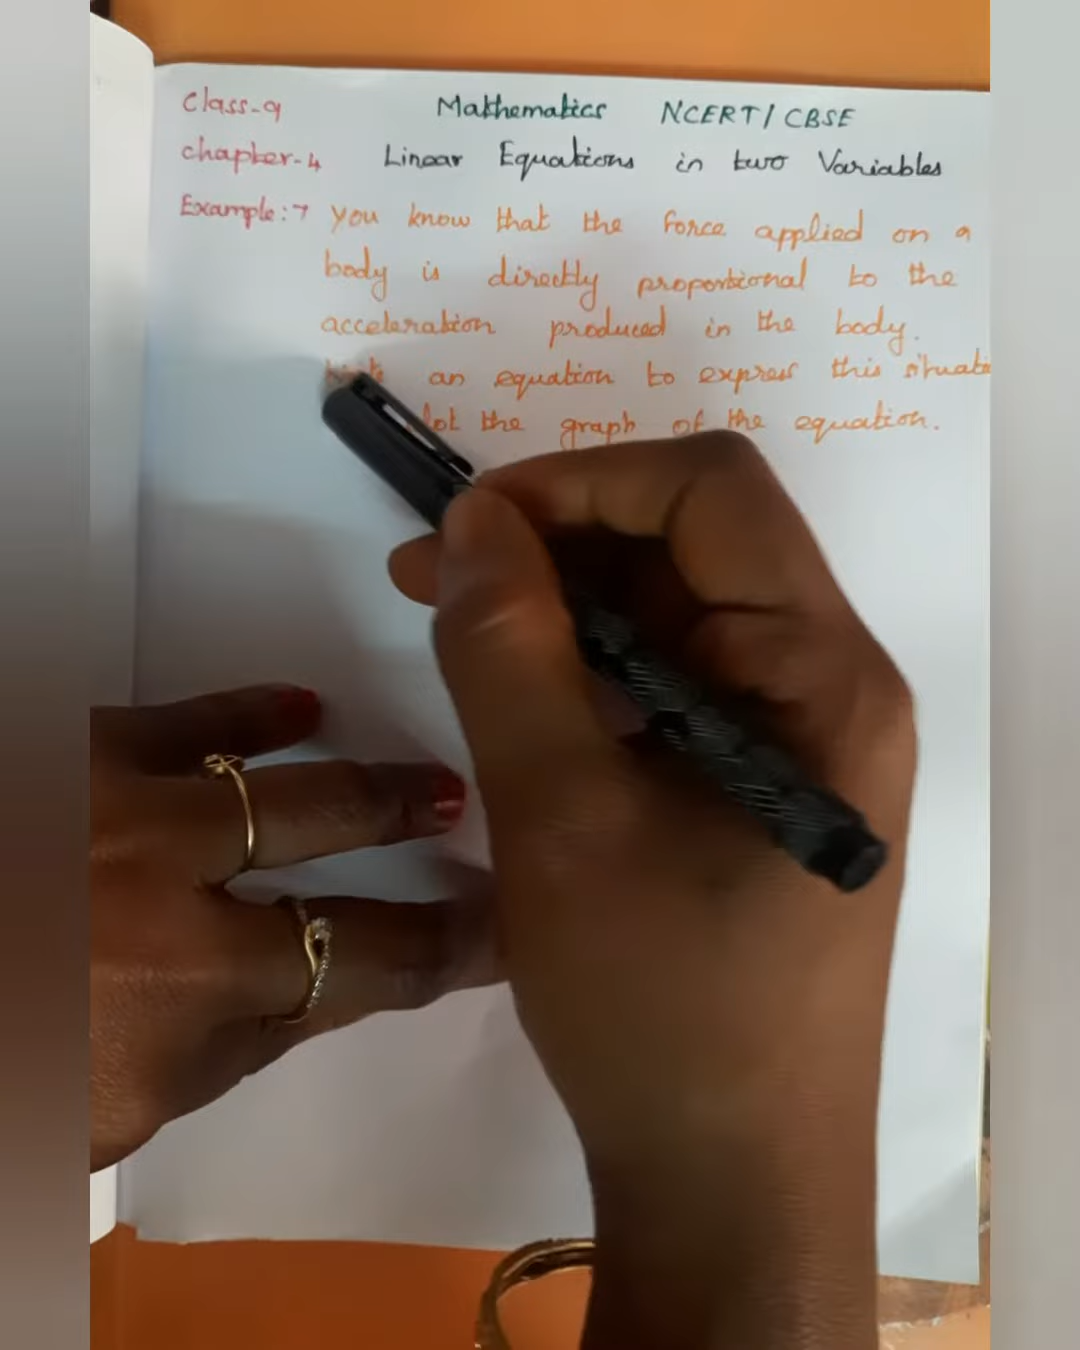 Class-9 Mathematics NCERT/CBSE
chapter-4 Linear Equations in two Variables
Example:7 you know that the force applied on a
body is directly proportional to the
acceleration produced in the body.
an equation to express this situati
the graph of the equation.